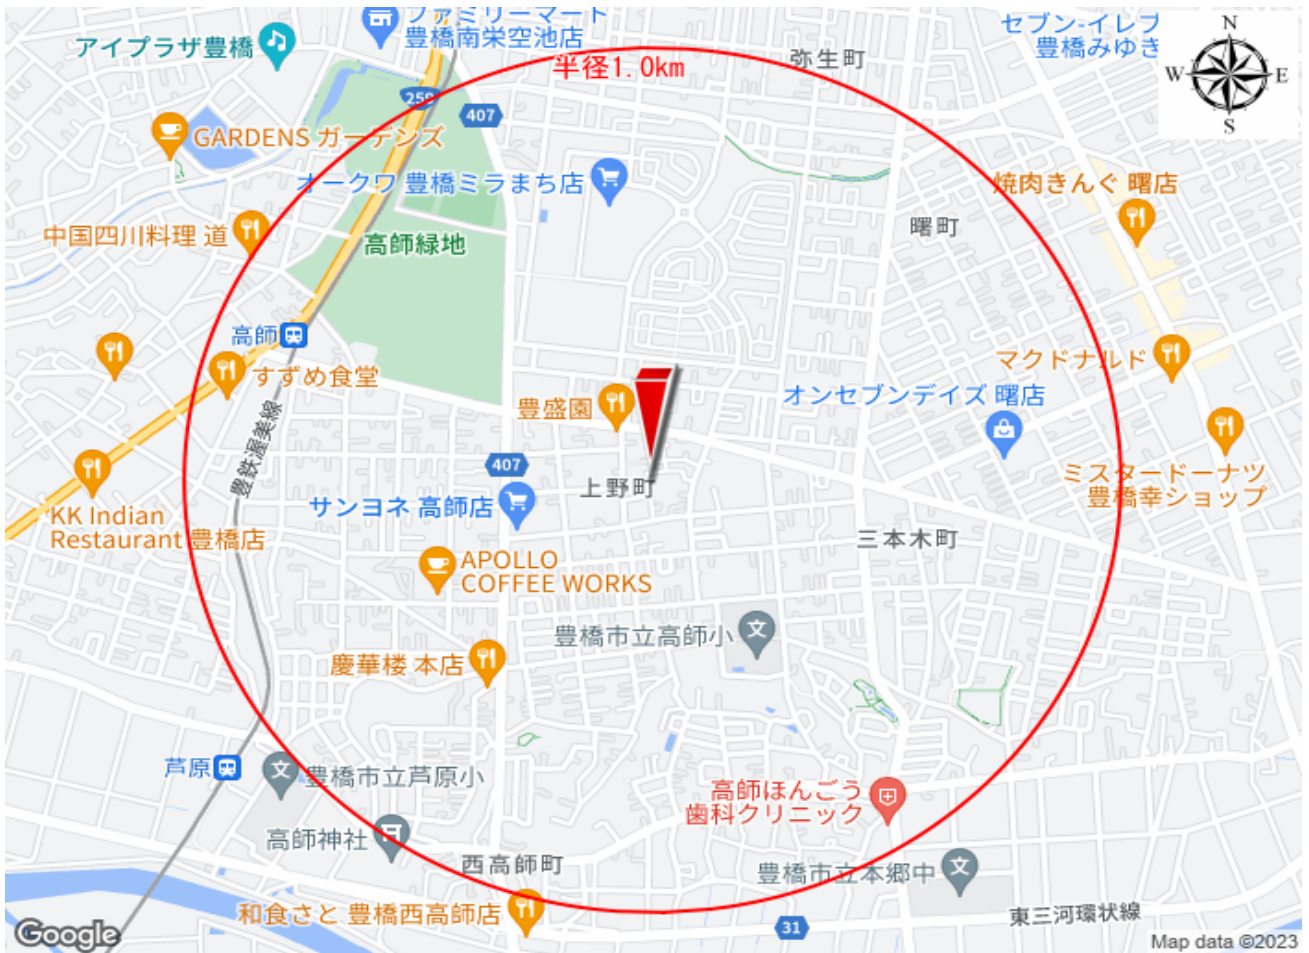 ファミリーマート
豊橋南栄空池店
アイプラザ豊橋
セブン-イレブ
豊橋みゆき
N
W
E
S
半径1.0km
弥生町
259
407
GARDENS ガーデンズ
オークワ 豊橋ミラまち店
焼肉きんぐ 曙店
曙町
中国四川料理 道
高師緑地
高師
すずめ食堂
マクドナルド
オンセブンデイズ 曙店
豊盛園
豊鉄渥美線
407
上野町
サンヨネ 高師店
ミスタードーナツ
豊橋幸ショップ
KK Indian
Restaurant 豊橋店
三本木町
APOLLO
COFFEE WORKS
豊橋市立高師小
慶華楼 本店
芦原
豊橋市立芦原小
高師ほんごう
歯科クリニック
高師神社
西高師町
豊橋市立本郷中
和食さと 豊橋西高師店
31
東三河環状線
Google
Map data ©2023